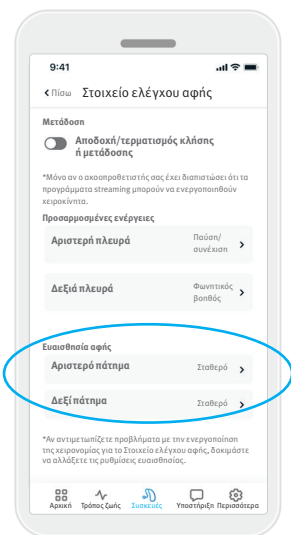 9:41
Πίσω Στοιχείο ελέγχου αφής
Μετάδοση
Αποδοχή/τερματισμός κλήσης
ή μετάδοσης
*Μόνο αν ο ακοοπροθετιστής σας έχει διαπιστώσει ότι τα
προγράμματα streaming μπορούν να ενεργοποιηθούν
χειροκίνητα.
Προσαρμοσμένες ενέργειες
Αριστερή πλευρά Παύση/
συνέχιση
Δεξιά πλευρά Φωνητικός
βοηθός
Ευαισθησία αφής
Αριστερό πάτημα Σταθερό
Δεξί πάτημα Σταθερό
*Αν αντιμετωπίζετε προβλήματα με την ενεργοποίηση
της χειρονομίας για το Στοιχείο ελέγχου αφής, δοκιμάστε
να αλλάξετε τις ρυθμίσεις ευαισθησίας.
Αρχική Τρόπος ζωής Συσκευές Υποστήριξη Περισσότερα